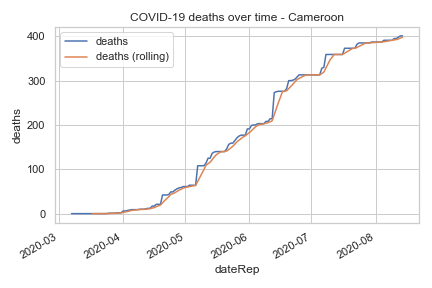 COVID-19 deaths over time - Cameroon
deaths
deaths (rolling)
400
300
200
100
0
deaths
2020-03
2020-04
2020-05
2020-06
2020-07
2020-08
dateRep